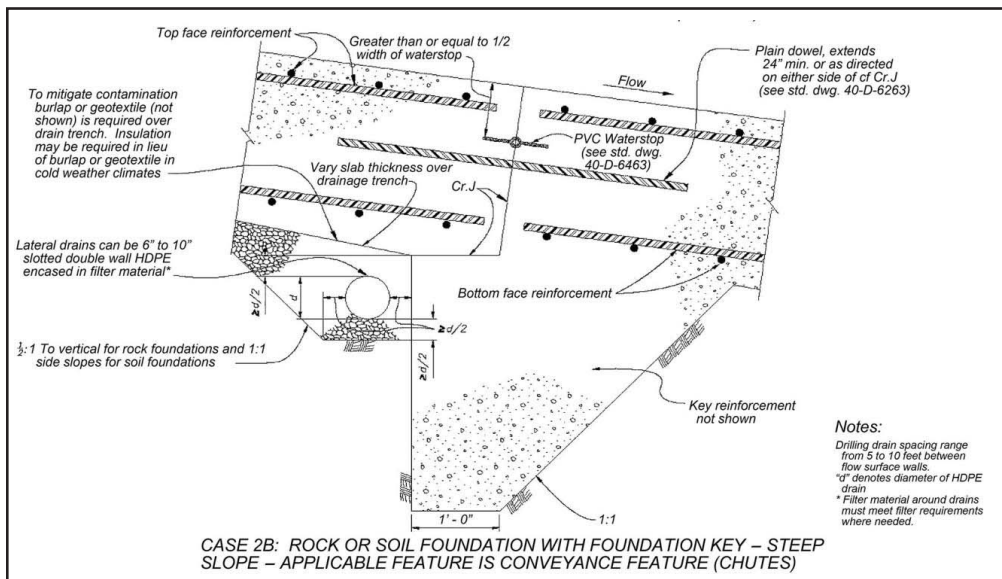 Top face reinforcement
Greater than or equal to 1/2
width of waterstop
Flow
Plain dowel, extends
24" min. or as directed
on either side of cf Cr.J
(see std. dwg. 40-D-6263)
To mitigate contamination
burlap or geotextile (not
shown) is required over
drain trench. Insulation
may be required in lieu
of burlap or geotextile in
cold weather climates
PVC Waterstop
(see std. dwg.
40-D-6463)
Vary slab thickness over
drainage trench
Cr.J
Lateral drains can be 6" to 10"
slotted double wall HDPE
encased in filter material*
Bottom face reinforcement
≥d/2
d
≥d/2
≥d/2
½:1 To vertical for rock foundations and 1:1
side slopes for soil foundations
Key reinforcement
not shown
Notes:
Drilling drain spacing range
from 5 to 10 feet between
flow surface walls.
"d" denotes diameter of HDPE
drain
* Filter material around drains
must meet filter requirements
where needed.
1' - 0"
1:1
CASE 2B: ROCK OR SOIL FOUNDATION WITH FOUNDATION KEY – STEEP
SLOPE – APPLICABLE FEATURE IS CONVEYANCE FEATURE (CHUTES)